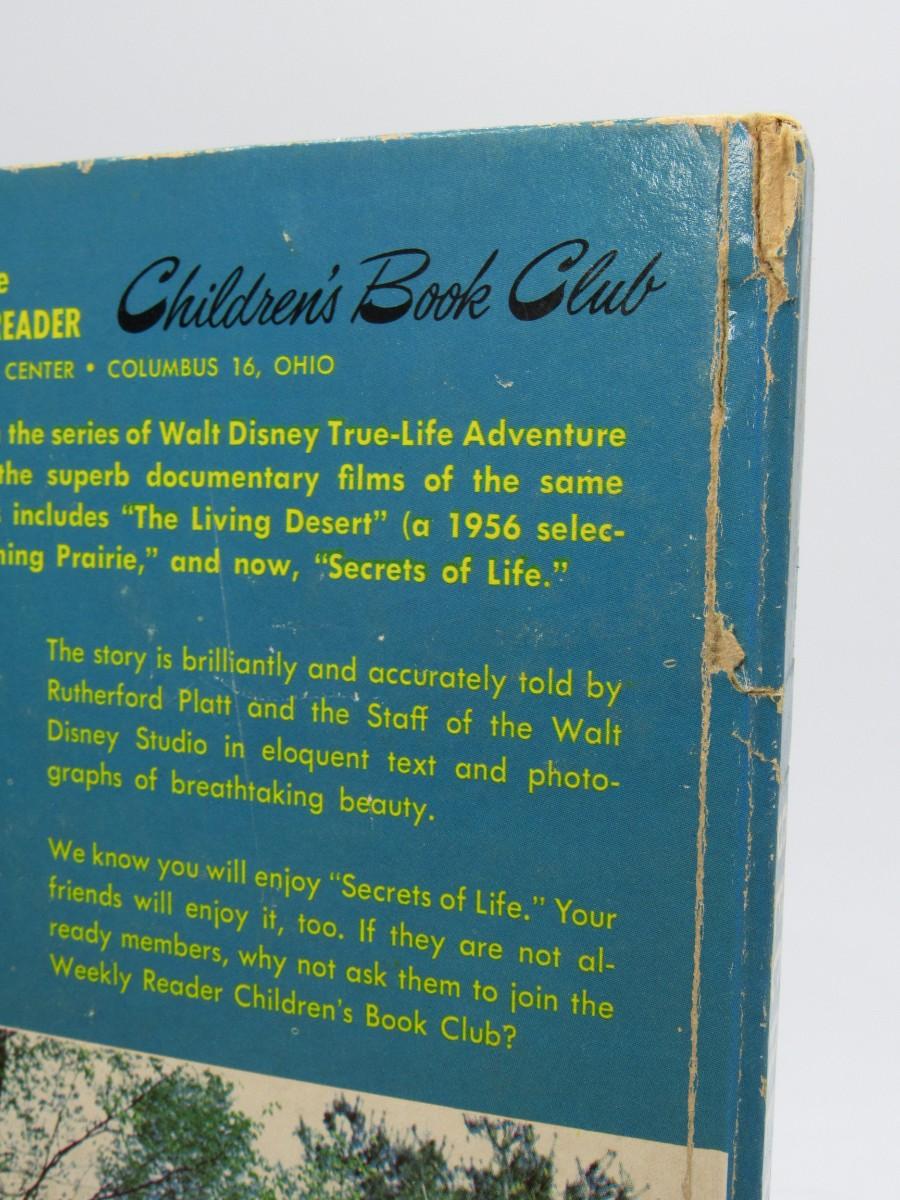 READER Children's Book Club
CENTER • COLUMBUS 16, OHIO
the series of Walt Disney True-Life Adventure
the superb documentary films of the same
includes “The Living Desert” (a 1956 selec-
Prairie,” and now, “Secrets of Life.”
The story is brilliantly and accurately told by
Rutherford Platt and the Staff of the Walt
Disney Studio in eloquent text and photo-
graphs of breathtaking beauty.
We know you will enjoy “Secrets of Life.” Your
friends will enjoy it, too. If they are not al-
ready members, why not ask them to join the
Weekly Reader Children’s Book Club?